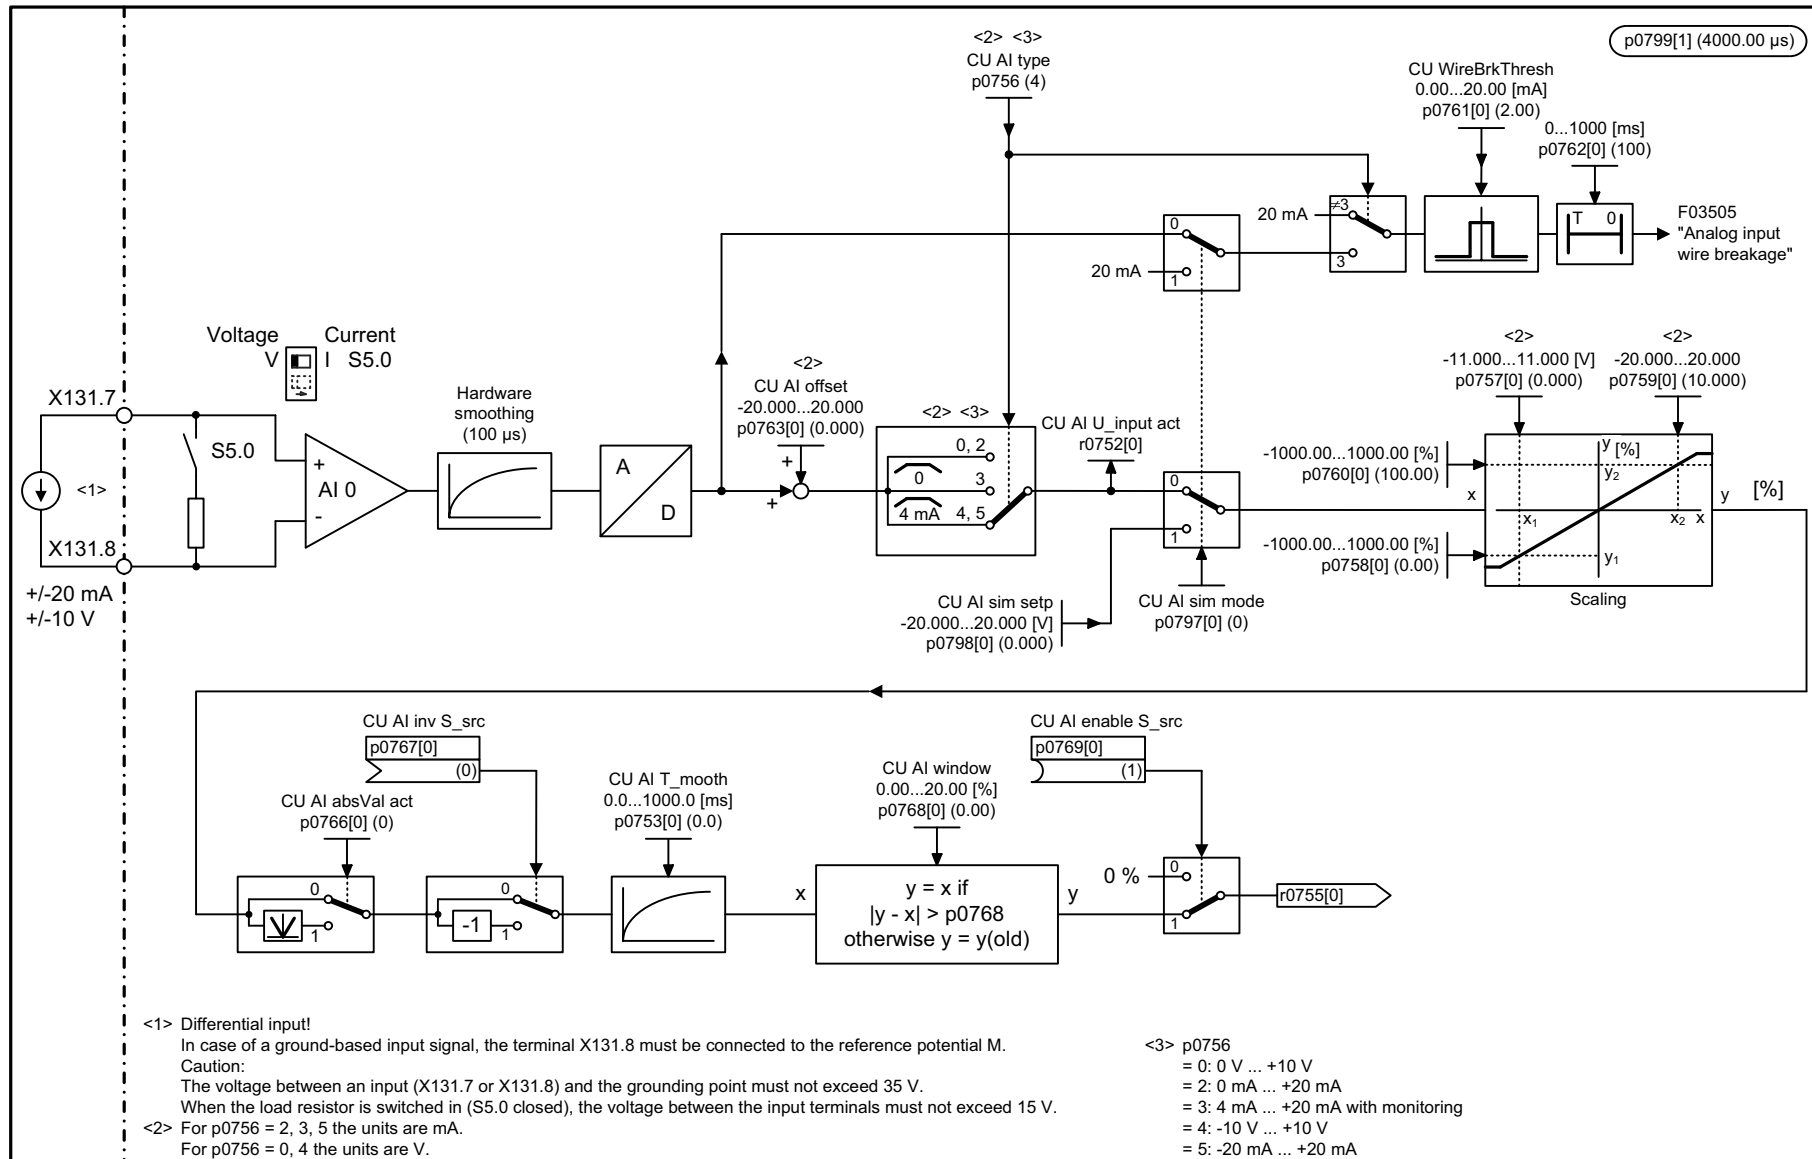 p0799[1] (4000.00 µs)
<2> <3>
CU AI type
p0756 (4)
CU WireBrkThresh
0.00...20.00 [mA]
p0761[0] (2.00)
0...1000 [ms]
p0762[0] (100)
20 mA
≠3
3
T 0
F03505
"Analog input
wire breakage"
0
20 mA
1
Voltage Current
V I S5.0
X131.7
S5.0
<1>
X131.8
+/-20 mA
+/-10 V
+
AI 0
-
Hardware
smoothing
(100 µs)
A
D
<2>
CU AI offset
-20.000...20.000
p0763[0] (0.000)
+
+
<2> <3>
0, 2
0
3
4 mA
4, 5
CU AI U_input act
r0752[0]
0
1
CU AI sim setp
-20.000...20.000 [V]
p0798[0] (0.000)
CU AI sim mode
p0797[0] (0)
<2>
-11.000...11.000 [V]
p0757[0] (0.000)
<2>
-20.000...20.000
p0759[0] (10.000)
-1000.00...1000.00 [%]
p0760[0] (100.00)
x
-1000.00...1000.00 [%]
p0758[0] (0.00)
y [%]
y2
x1
x2 x
y1
y [%]
Scaling
CU AI inv S_src
p0767[0]
(0)
CU AI absVal act
p0766[0] (0)
0
1
0
-1
1
CU AI T_mooth
0.0...1000.0 [ms]
p0753[0] (0.0)
CU AI window
0.00...20.00 [%]
p0768[0] (0.00)
x
y = x if
|y - x| > p0768
otherwise y = y(old)
y
CU AI enable S_src
p0769[0]
(1)
0 %
0
1
r0755[0]
<1> Differential input!
In case of a ground-based input signal, the terminal X131.8 must be connected to the reference potential M.
Caution:
The voltage between an input (X131.7 or X131.8) and the grounding point must not exceed 35 V.
When the load resistor is switched in (S5.0 closed), the voltage between the input terminals must not exceed 15 V.
<2> For p0756 = 2, 3, 5 the units are mA.
For p0756 = 0, 4 the units are V.
<3> p0756
= 0: 0 V ... +10 V
= 2: 0 mA ... +20 mA
= 3: 4 mA ... +20 mA with monitoring
= 4: -10 V ... +10 V
= 5: -20 mA ... +20 mA